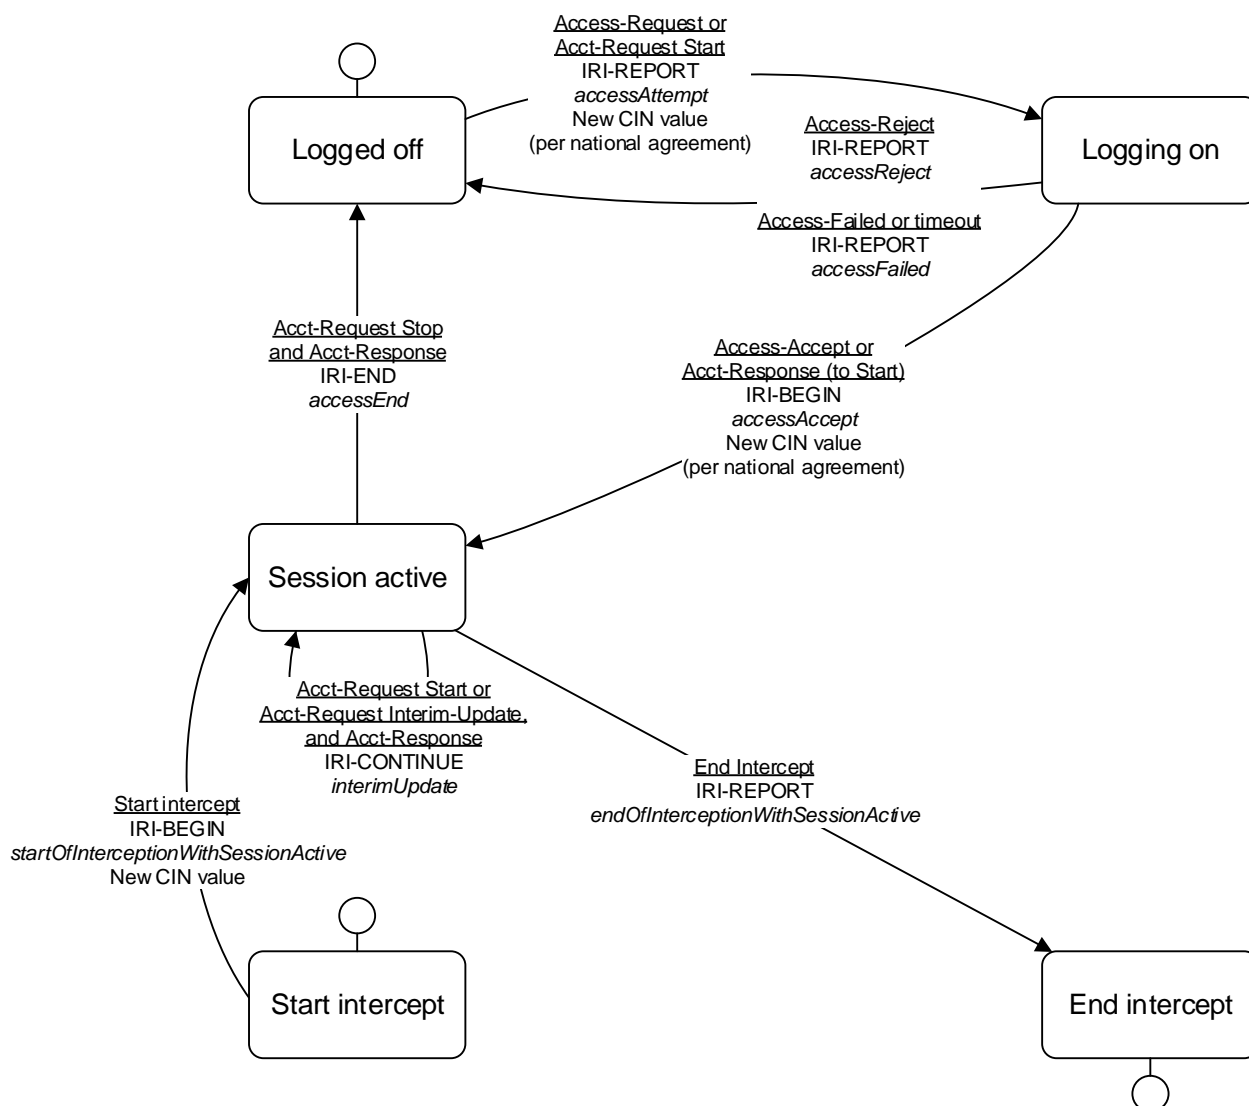 Access-Request or
Acct-Request Start
IRI-REPORT
accessAttempt
New CIN value
(per national agreement)
Logged off
Logging on
Access-Reject
IRI-REPORT
accessReject
Access-Failed or timeout
IRI-REPORT
accessFailed
Acct-Request Stop
and Acct-Response
IRI-END
accessEnd
Access-Accept or
Acct-Response (to Start)
IRI-BEGIN
accessAccept
New CIN value
(per national agreement)
Session active
Acct-Request Start or
Acct-Request Interim-Update,
and Acct-Response
IRI-CONTINUE
interimUpdate
End Intercept
IRI-REPORT
endOfInterceptionWithSessionActive
Start intercept
IRI-BEGIN
startOfInterceptionWithSessionActive
New CIN value
Start intercept
End intercept